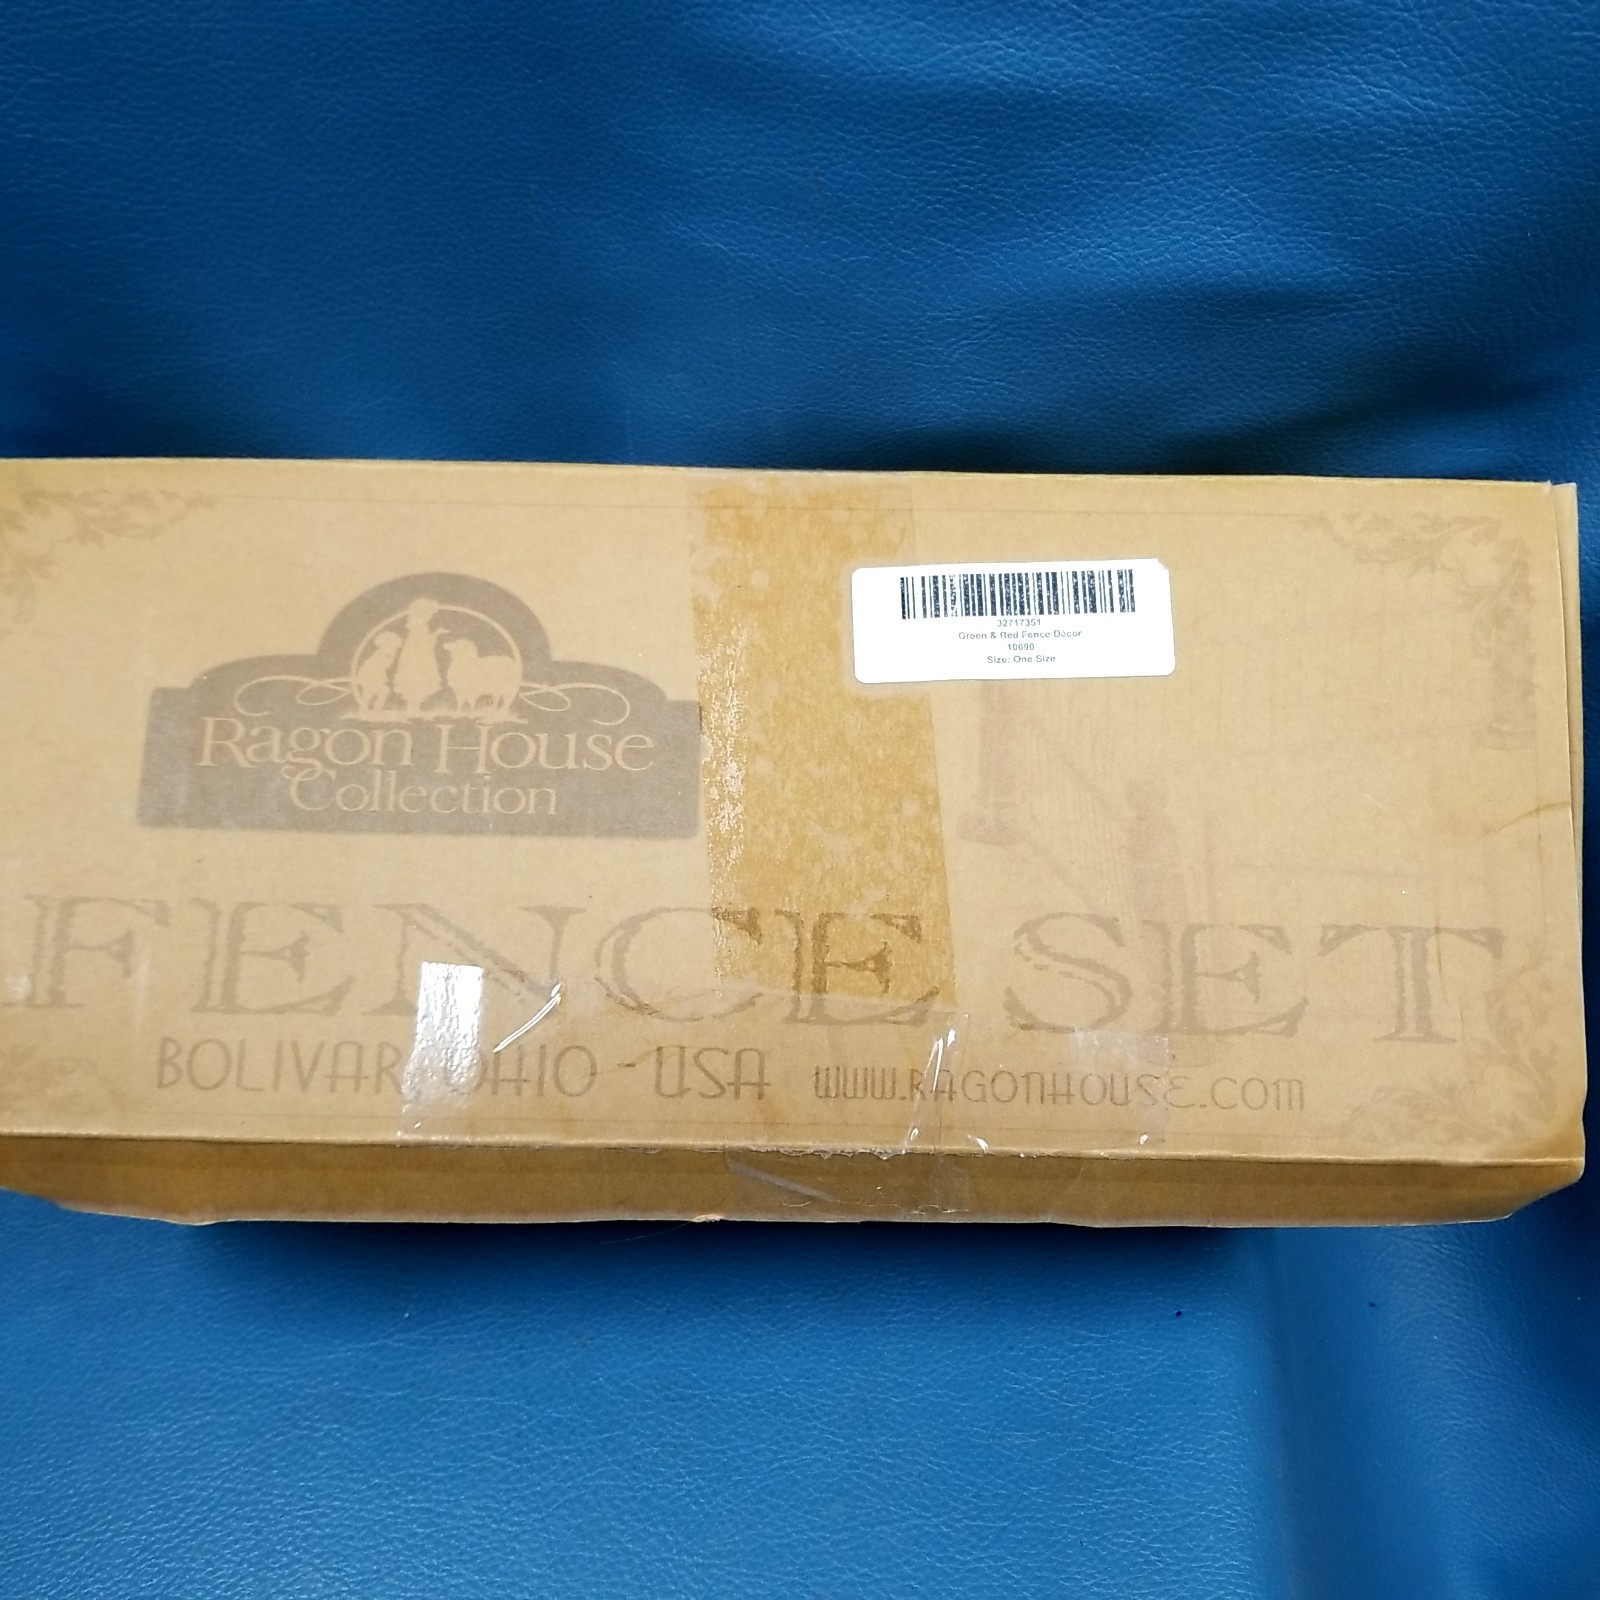 Ragon House
Collection
32717351
Green & Red Fence Décor
10090
Size: One Size
FENCE SET
BOLIVAR, OHIO - USA www.RAGONHOUSE.COM